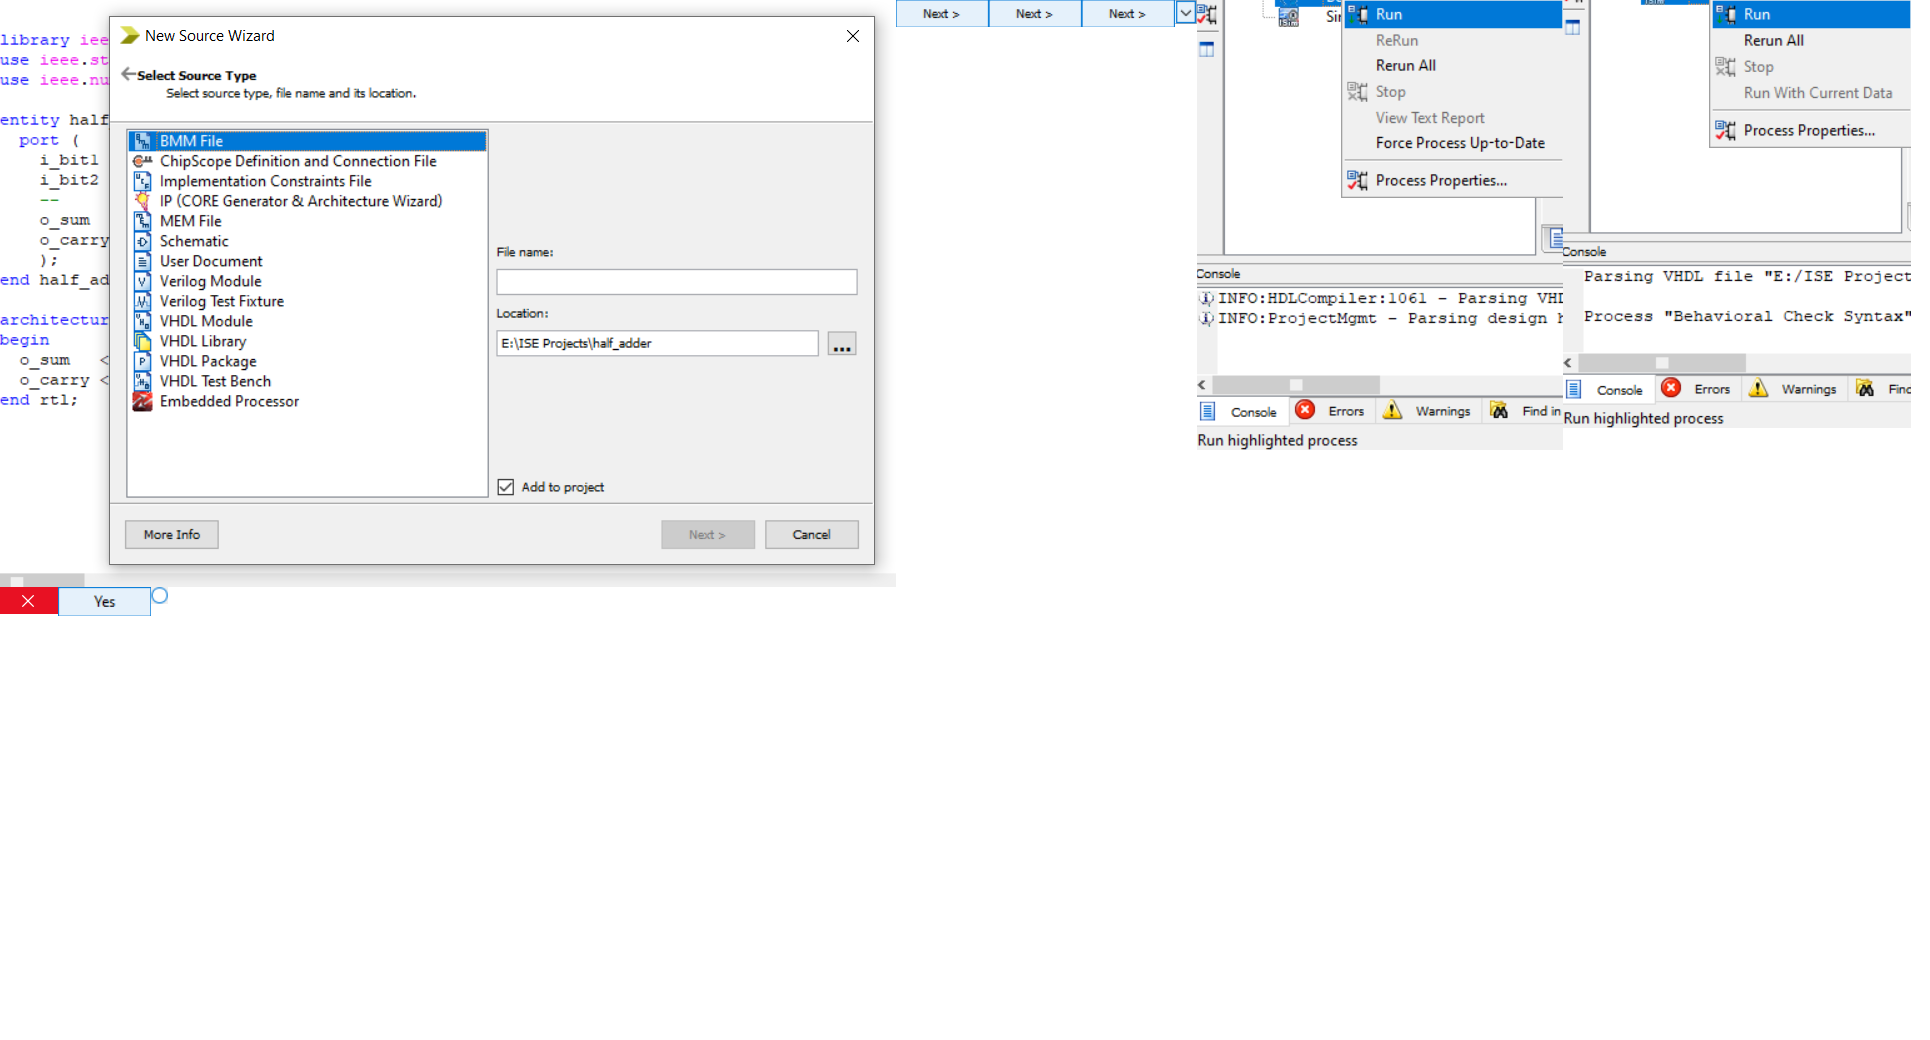 library iee
use ieee.st
use ieee.nu
entity half
port (
i_bit1
i_bit2
--
o_sum
o_carry
);
end half_ad
architectur
begin
o_sum <
o_carry <
end rtl;
New Source Wizard
Select Source Type
Select source type, file name and its location.
BMM File
ChipScope Definition and Connection File
Implementation Constraints File
IP (CORE Generator & Architecture Wizard)
MEM File
Schematic
User Document
Verilog Module
Verilog Test Fixture
VHDL Module
VHDL Library
VHDL Package
VHDL Test Bench
Embedded Processor
File name:
Location:
E:\ISE Projects\half_adder
...
Add to project
More Info
Next >
Cancel
Yes
Next >
Next >
Next >
Run
ReRun
Rerun All
Stop
View Text Report
Force Process Up-to-Date
Process Properties...
Console
INFO:HDLCompiler:1061 - Parsing VHD
INFO:ProjectMgmt - Parsing design h
Console
Errors
Warnings
Find in
Run highlighted process
Run
Rerun All
Stop
Run With Current Data
Process Properties...
Console
Parsing VHDL file "E:/ISE Project
Process "Behavioral Check Syntax"
Console
Errors
Warnings
Find
Run highlighted process